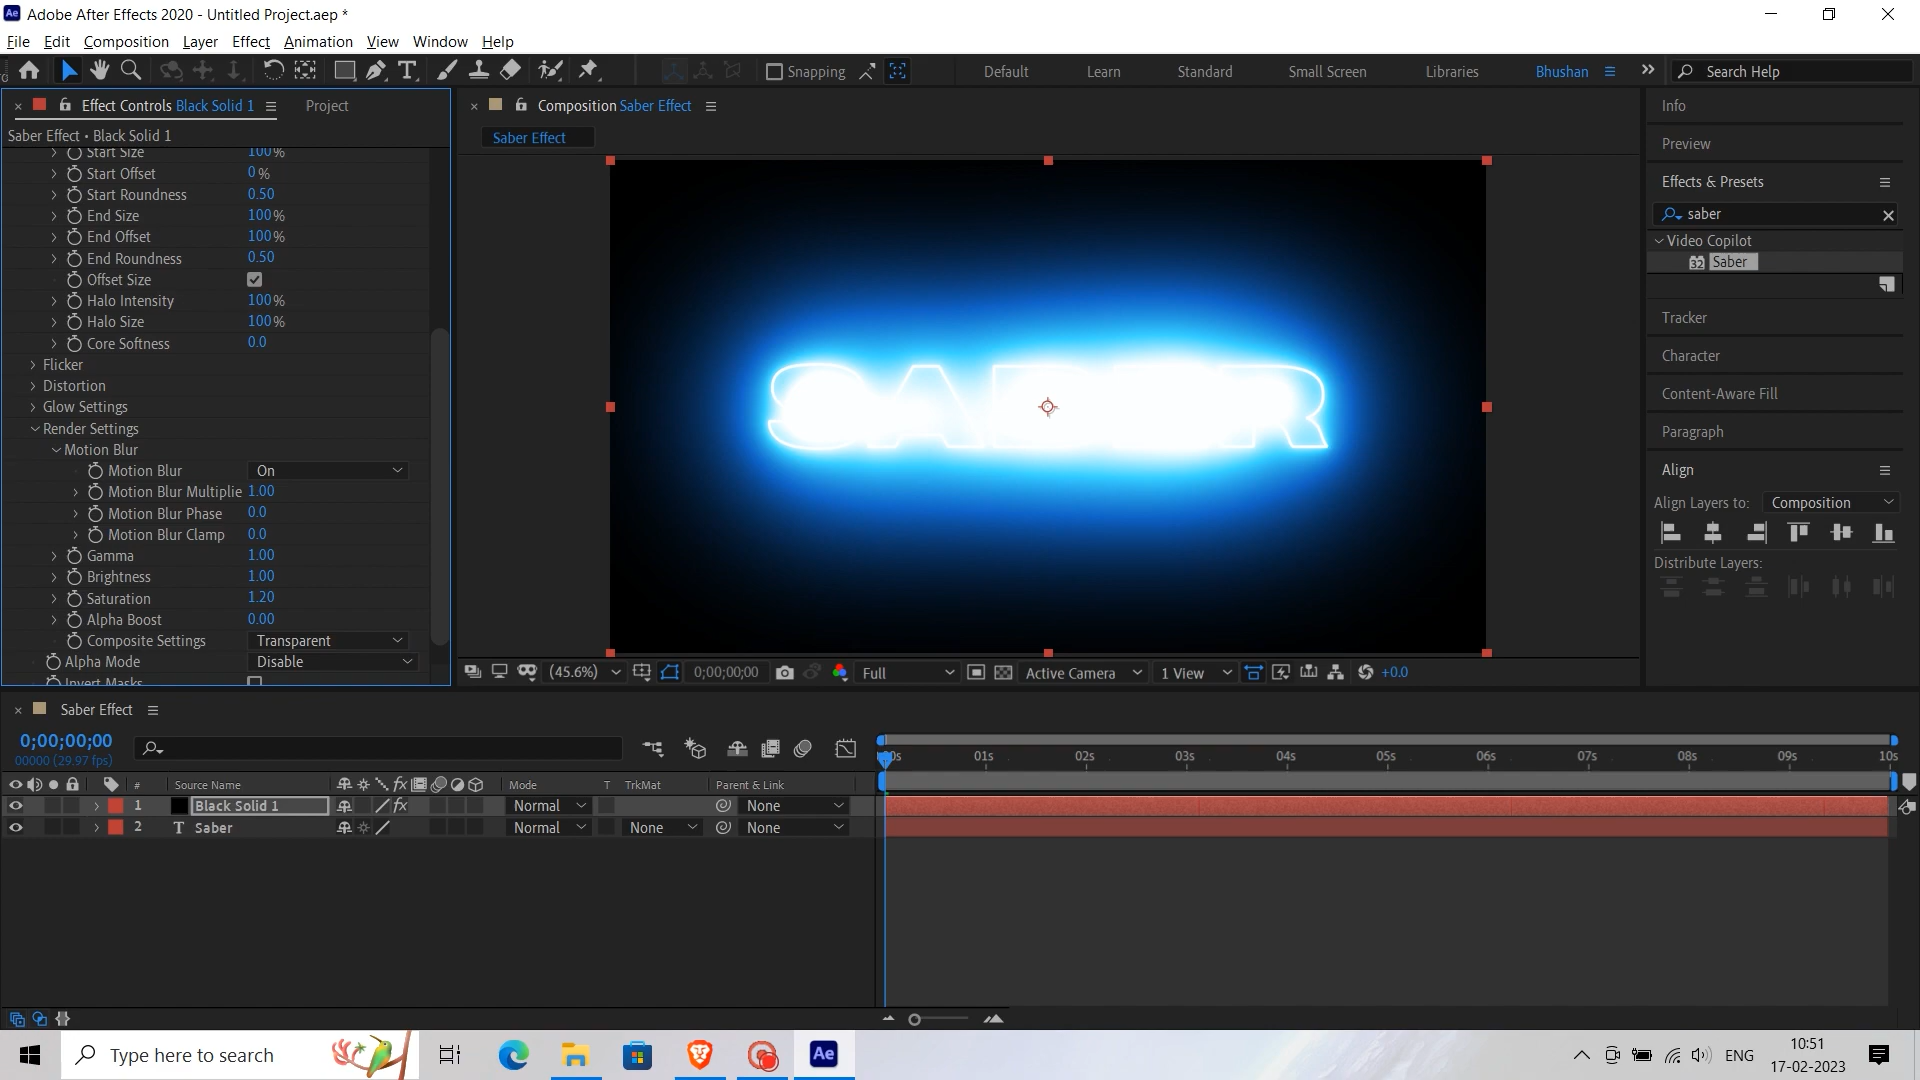 Adobe After Effects 2020 - Untitled Project.aep *
File Edit Composition Layer Effect Animation View Window Help
Snapping Default Learn Standard Small Screen Libraries Bhushan Search Help
Effect Controls Black Solid 1 Project
Saber Effect • Black Solid 1
Start Size 100%
Start Offset 0%
Start Roundness 0.50
End Size 100%
End Offset 100%
End Roundness 0.50
Offset Size
Halo Intensity 100%
Halo Size 100%
Core Softness 0.0
Flicker
Distortion
Glow Settings
Render Settings
Motion Blur
Motion Blur On
Motion Blur Multiplie 1.00
Motion Blur Phase 0.0
Motion Blur Clamp 0.0
Gamma 1.00
Brightness 1.00
Saturation 1.20
Alpha Boost 0.00
Composite Settings Transparent
Alpha Mode Disable
Invert Masks
Composition Saber Effect
Saber Effect
SABER
(45.6%) 0;00;00;00 Full Active Camera 1 View +0.0
Info
Preview
Effects & Presets
saber
Video Copilot
32 Saber
Tracker
Character
Content-Aware Fill
Paragraph
Align
Align Layers to: Composition
Distribute Layers:
Saber Effect
0;00;00;00
00000 (29.97 fps)
:00s 01s 02s 03s 04s 05s 06s 07s 08s 09s 10s
# Source Name fx Mode T TrkMat Parent & Link
1 Black Solid 1 fx Normal None
2 T Saber Normal None None
Type here to search
Ae
ENG
10:51
17-02-2023